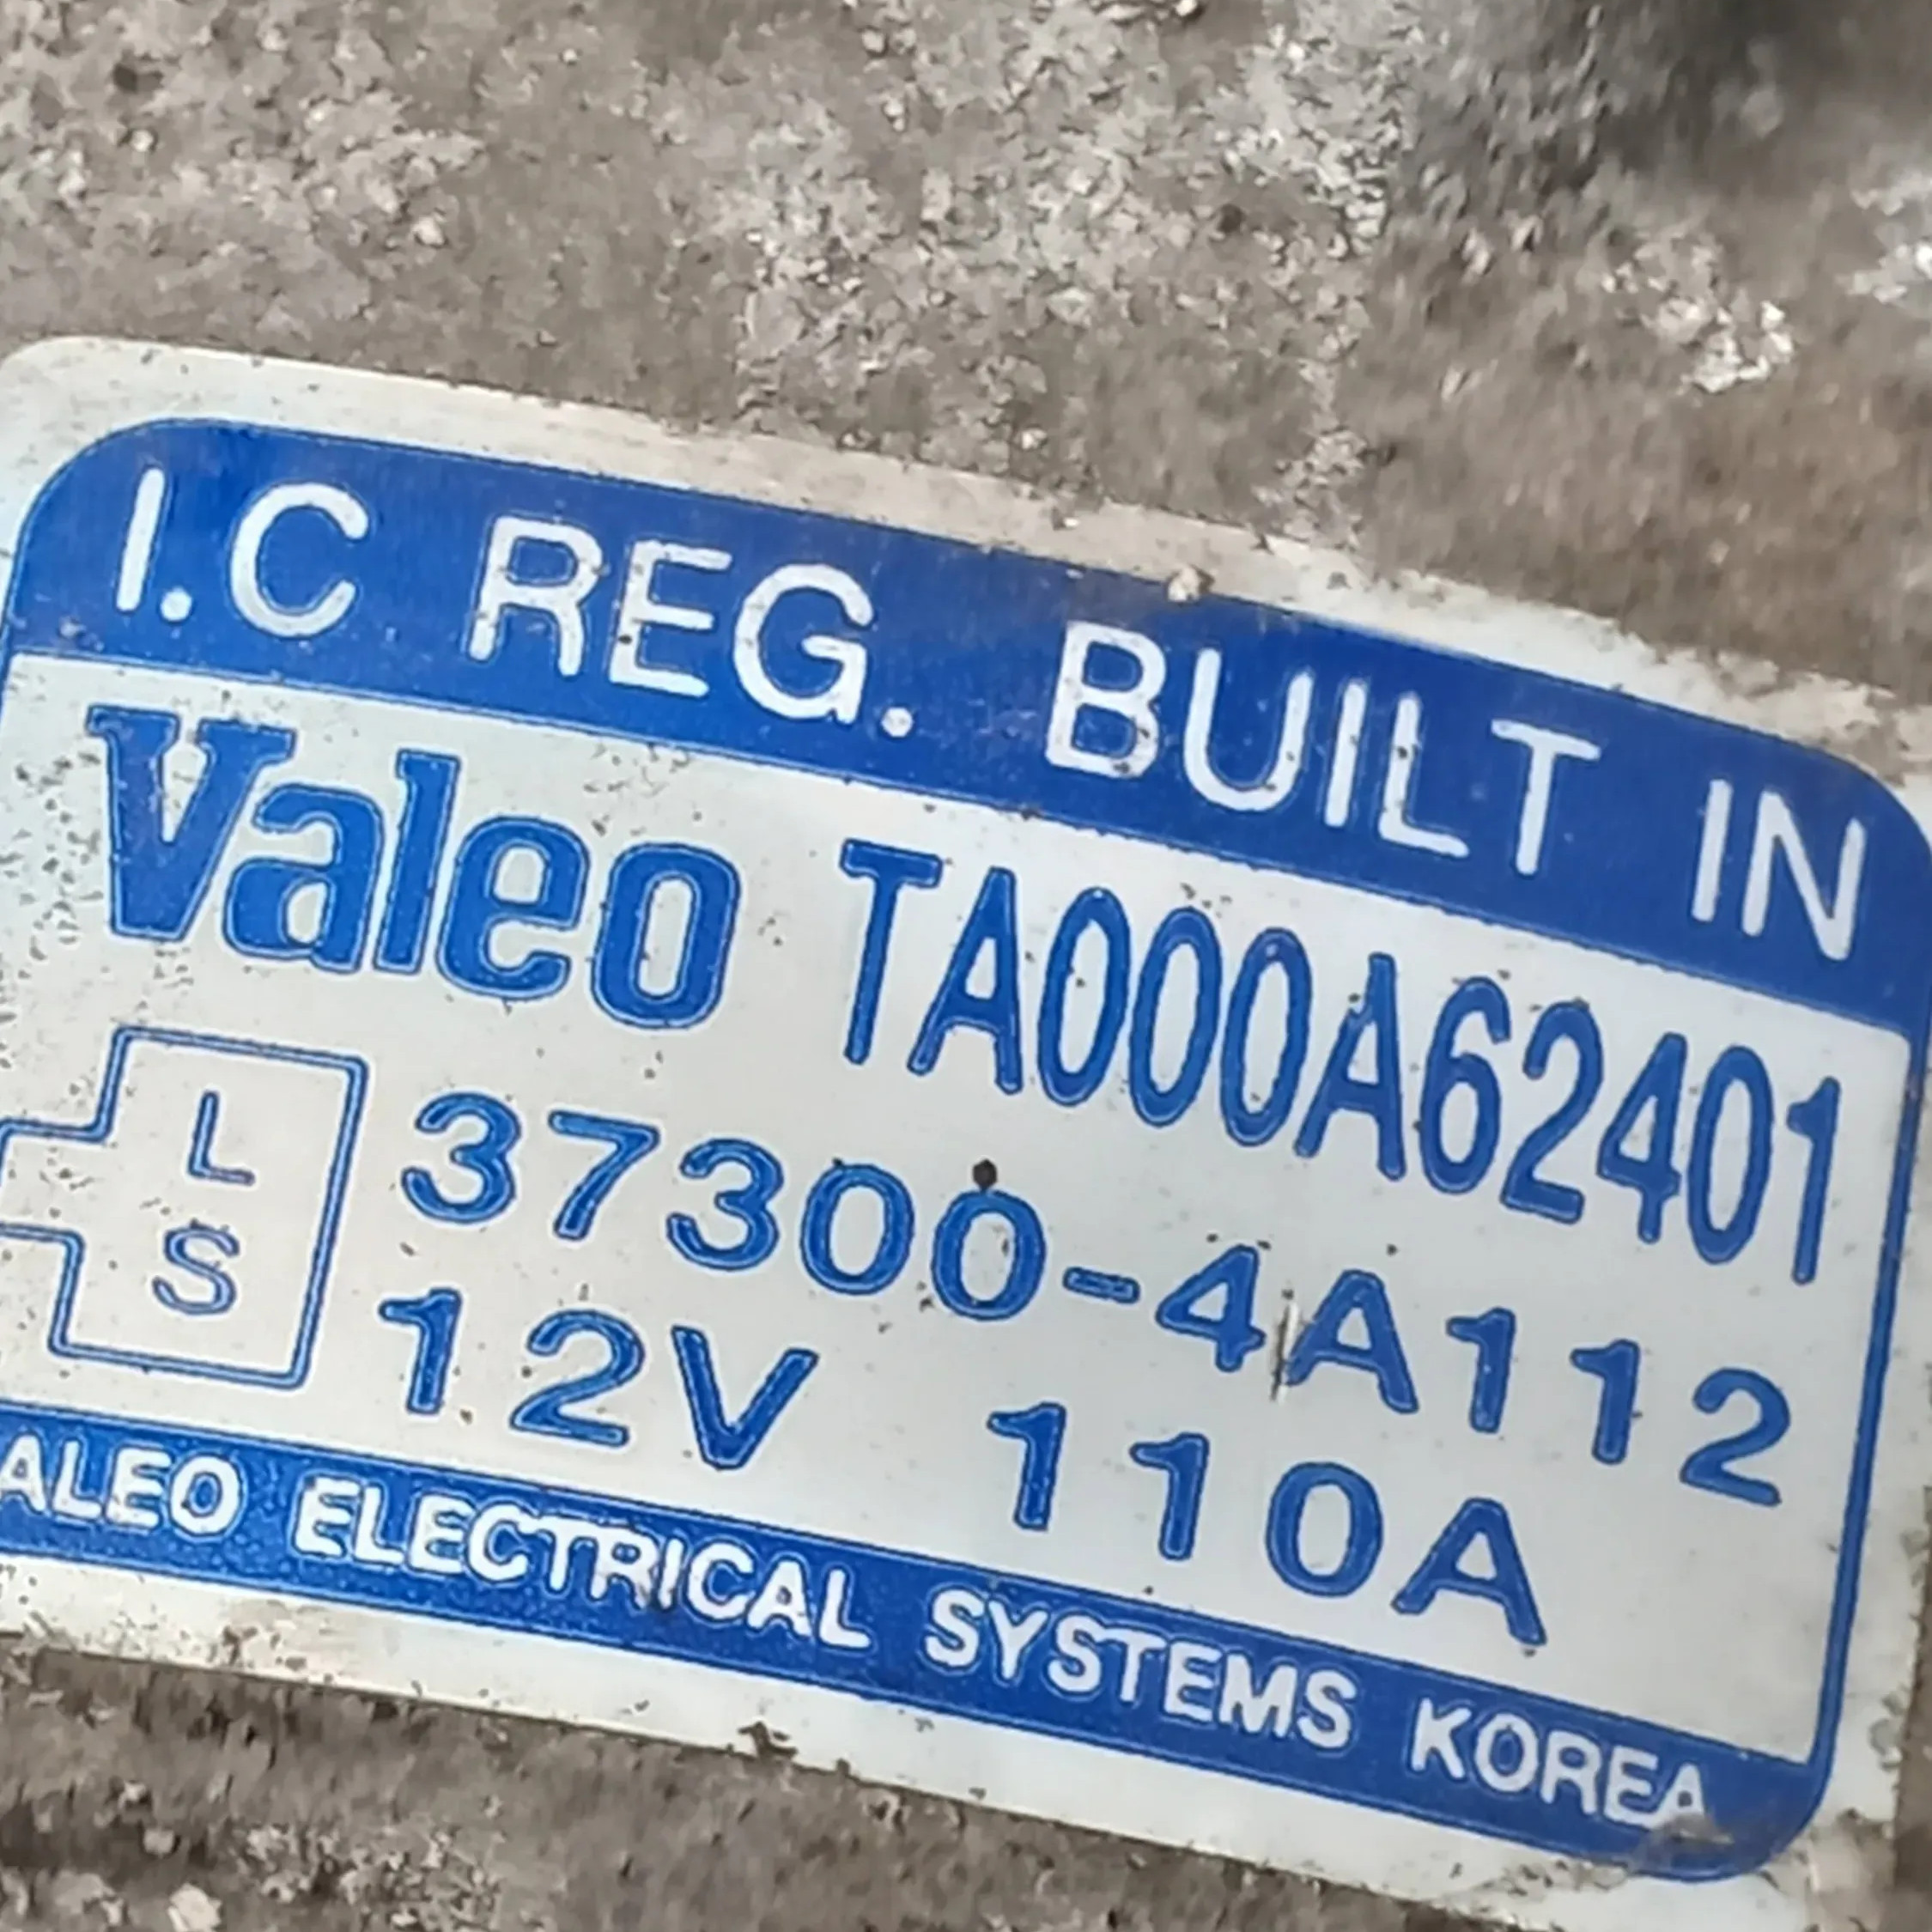 I.C REG. BUILT IN
Valeo TA000A62401
L 37300-4A112
S 12V 110A
ALEO ELECTRICAL SYSTEMS KOREA